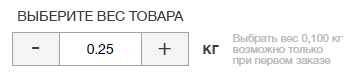 ВЫБЕРИТЕ ВЕС ТОВАРА
- 0.25 + кг
Выбрать вес 0,100 кг
возможно только
при первом заказе